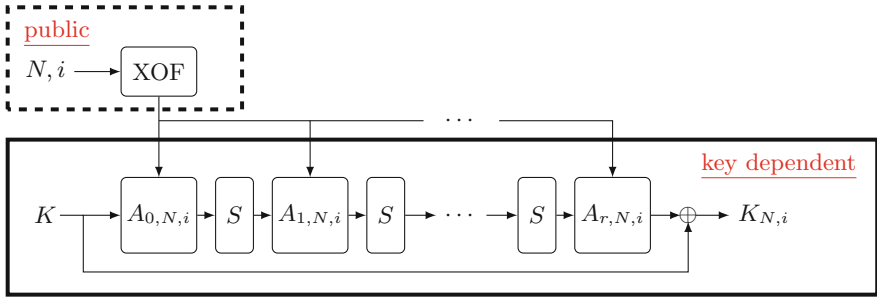 public
N, i XOF
· · ·
key dependent
K A_{0,N,i} S A_{1,N,i} S · · · S A_{r,N,i} ⊕ K_{N,i}